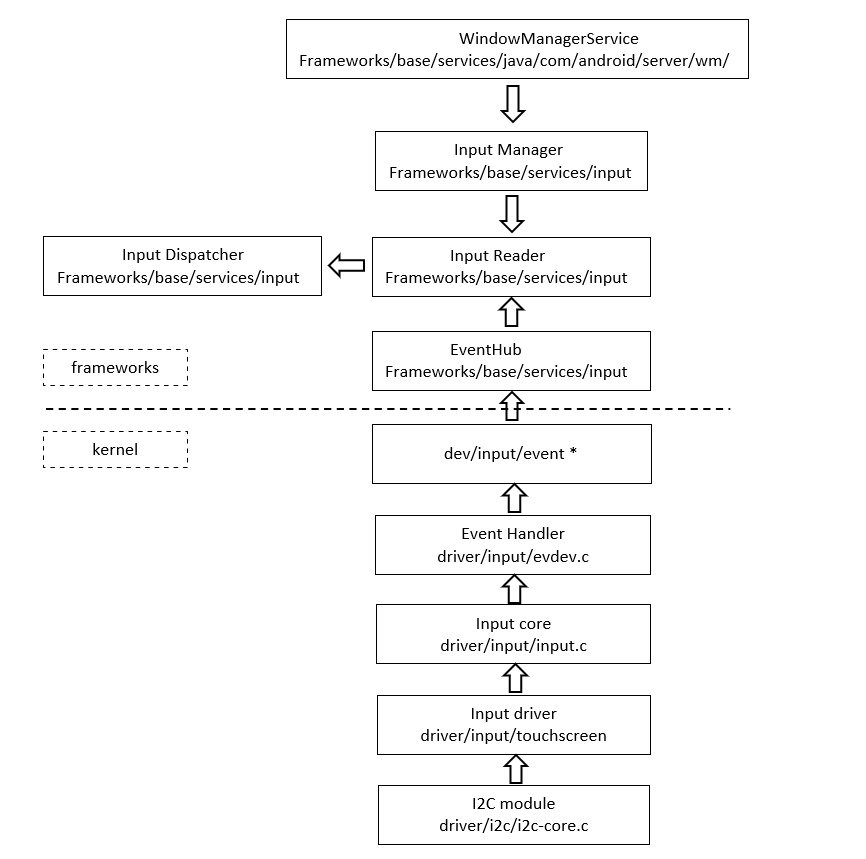 WindowManagerService
Frameworks/base/services/java/com/android/server/wm/
Input Manager
Frameworks/base/services/input
Input Dispatcher
Frameworks/base/services/input
Input Reader
Frameworks/base/services/input
EventHub
Frameworks/base/services/input
frameworks
kernel
dev/input/event *
Event Handler
driver/input/evdev.c
Input core
driver/input/input.c
Input driver
driver/input/touchscreen
I2C module
driver/i2c/i2c-core.c